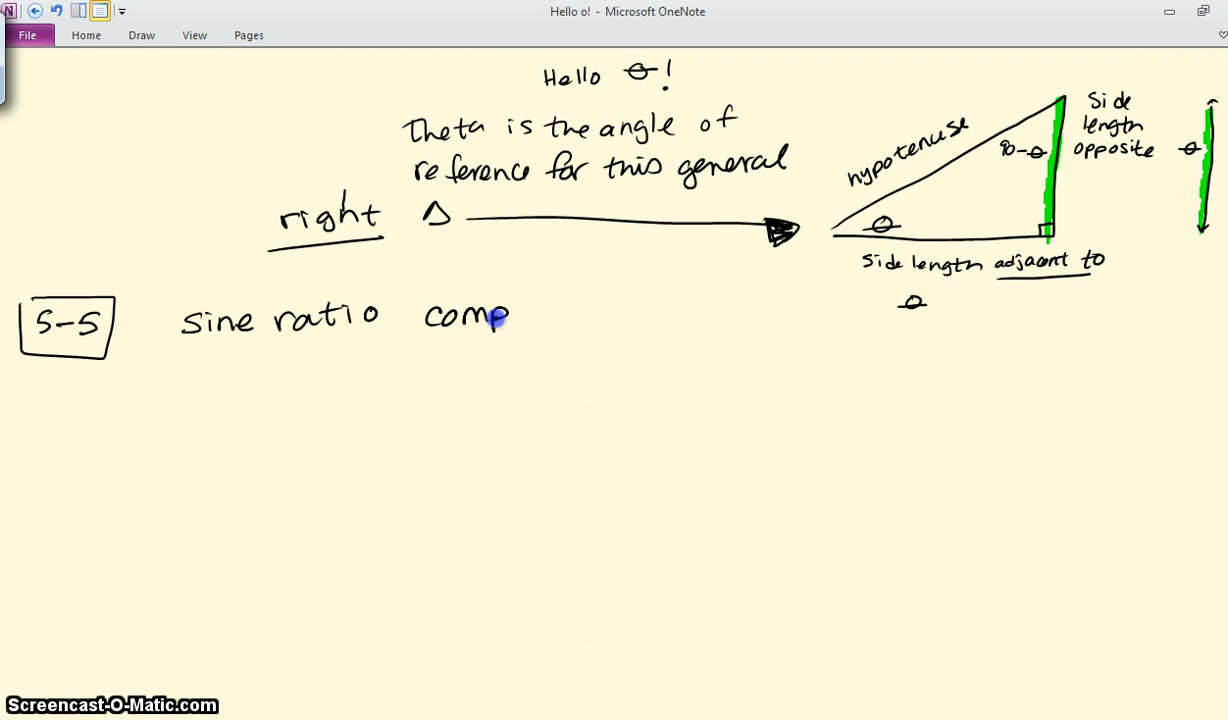 Hello o! - Microsoft OneNote
File Home Draw View Pages
Hello θ!
theta is the angle of
reference for this general
right Δ
hypotenuse
θ
90-θ
Side
length
opposite θ
Side length adjacent to
θ
5-5 sine ratio comp
Screencast-O-Matic.com